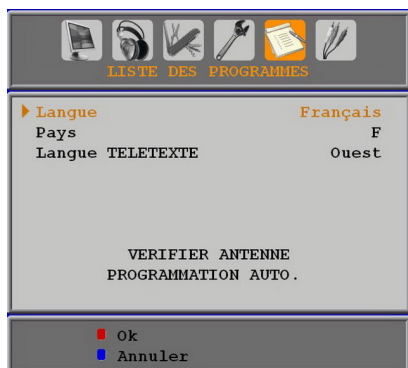 LISTE DES PROGRAMMES
Langue Français
Pays F
Langue TELETEXTE Ouest
VERIFIER ANTENNE
PROGRAMMATION AUTO.
Ok
Annuler